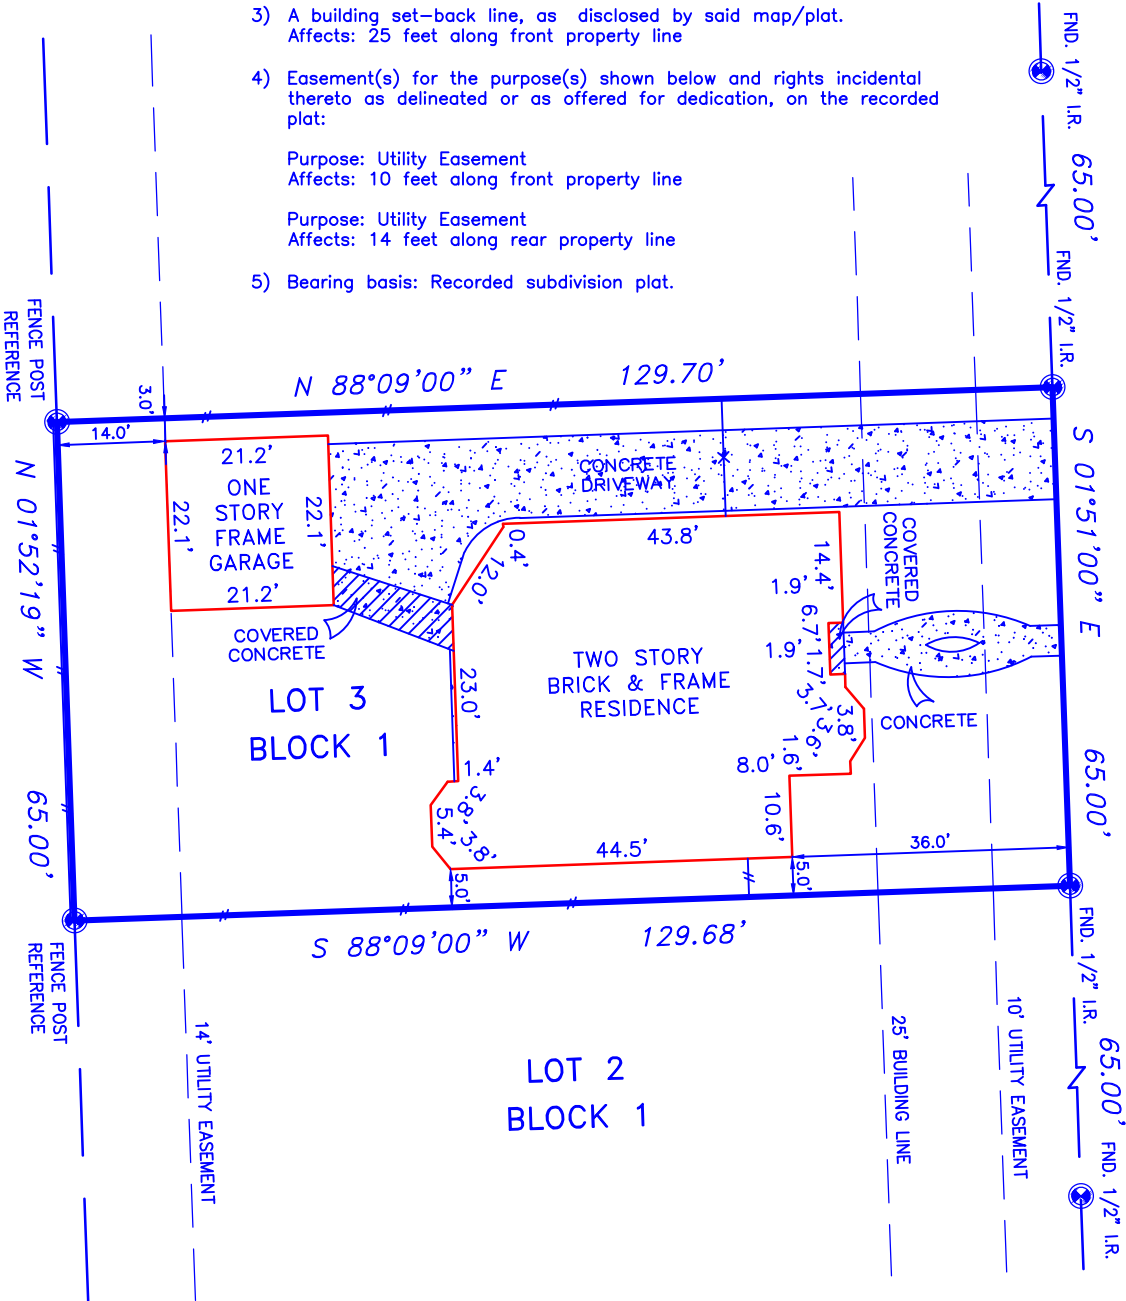 3) A building set-back line, as disclosed by said map/plat.
Affects: 25 feet along front property line
4) Easement(s) for the purpose(s) shown below and rights incidental
thereto as delineated or as offered for dedication, on the recorded
plat:
Purpose: Utility Easement
Affects: 10 feet along front property line
Purpose: Utility Easement
Affects: 14 feet along rear property line
5) Bearing basis: Recorded subdivision plat.
FND. 1/2" I.R.
65.00'
FND. 1/2" I.R.
FENCE POST
REFERENCE
N 88°09'00" E 129.70'
3.0'
14.0'
21.2'
ONE
STORY
FRAME
GARAGE
22.1'
22.1'
21.2'
CONCRETE
DRIVEWAY
43.8'
0.4'
12.0'
14.4'
COVERED
CONCRETE
1.9'
6.7'
1.9'
1.7'
3.7'
3.6'
3.8'
1.6'
8.0'
10.6'
CONCRETE
COVERED
CONCRETE
TWO STORY
BRICK & FRAME
RESIDENCE
LOT 3
BLOCK 1
23.0'
1.4'
3.8'
5.4'
3.8'
44.5'
36.0'
5.0'
5.0'
N 01°52'19" W
65.00'
S 01°51'00" E
65.00'
S 88°09'00" W 129.68'
FENCE POST
REFERENCE
FND. 1/2" I.R.
65.00'
FND. 1/2" I.R.
14' UTILITY EASEMENT
25' BUILDING LINE
10' UTILITY EASEMENT
LOT 2
BLOCK 1